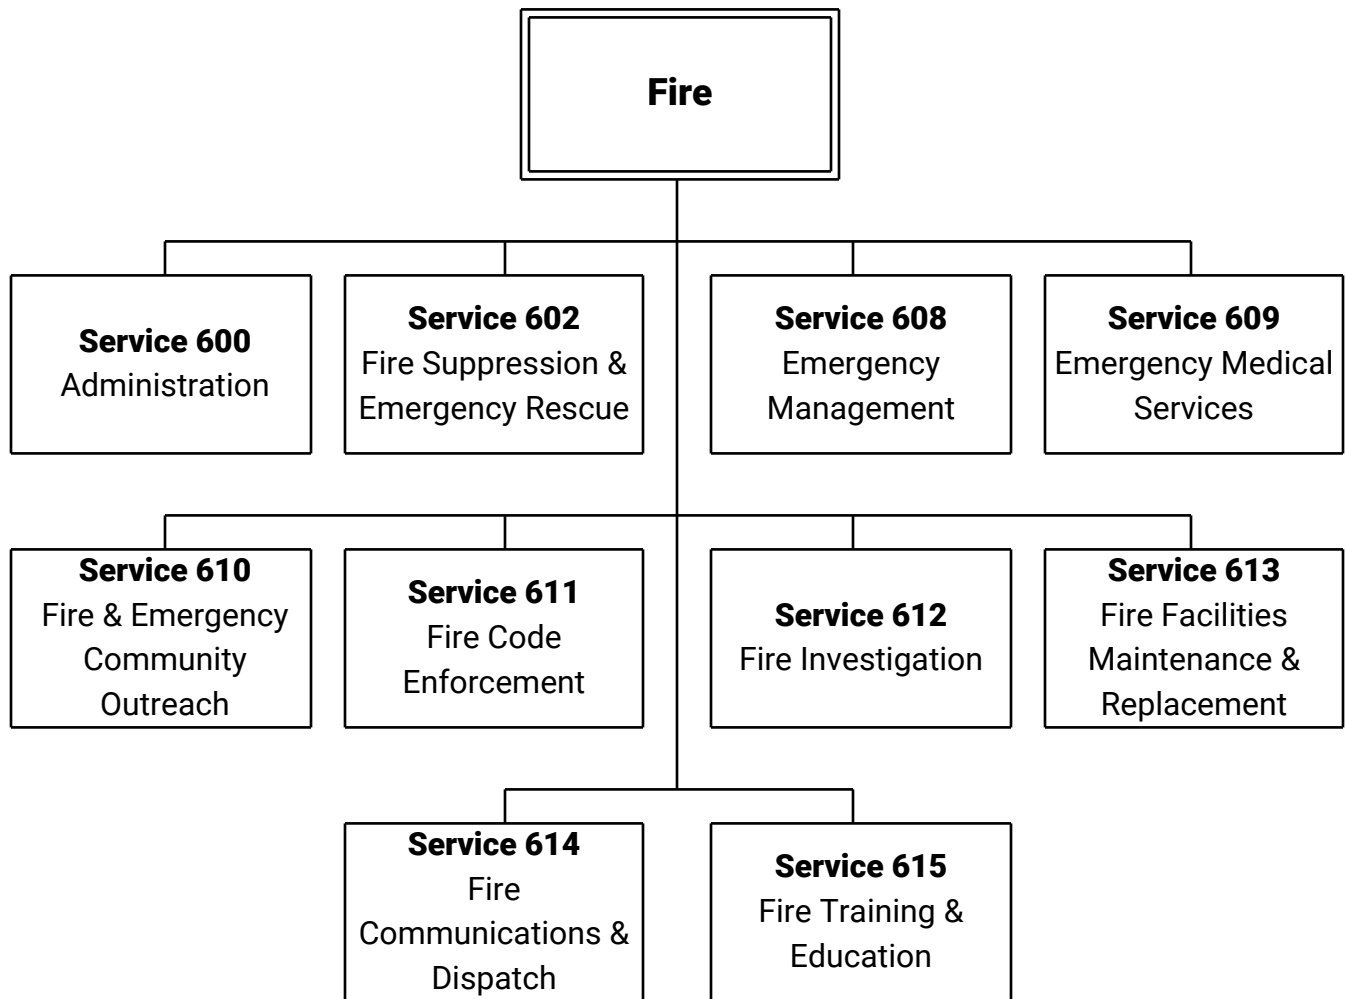 Fire
Service 600
Administration
Service 602
Fire Suppression &
Emergency Rescue
Service 608
Emergency
Management
Service 609
Emergency Medical
Services
Service 610
Fire & Emergency
Community
Outreach
Service 611
Fire Code
Enforcement
Service 612
Fire Investigation
Service 613
Fire Facilities
Maintenance &
Replacement
Service 614
Fire
Communications &
Dispatch
Service 615
Fire Training &
Education